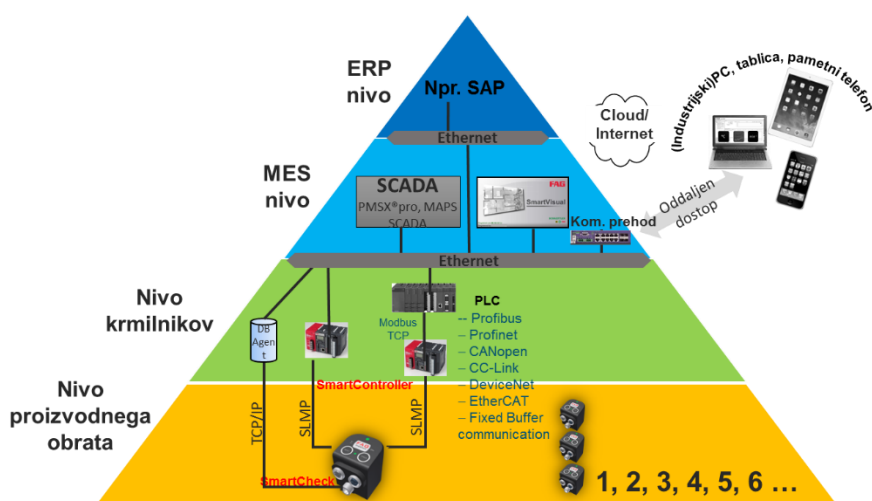 ERP
nivo
Npr. SAP
Ethernet
Cloud/
Internet
(Industrijski)PC, tablica, pametni telefon
MES
nivo
SCADA
PMSX®pro, MAPS
SCADA
FAG
SmartVisual
Kom. prehod
Oddaljen
dostop
Ethernet
Nivo
krmilnikov
DB
Agen
t
Modbus
TCP
PLC
-- Profibus
– Profinet
– CANopen
– CC-Link
– DeviceNet
– EtherCAT
– Fixed Buffer
communication
SmartController
Nivo
proizvodnega
obrata
TCP/IP
SLMP
SLMP
SmartCheck
1, 2, 3, 4, 5, 6 ...